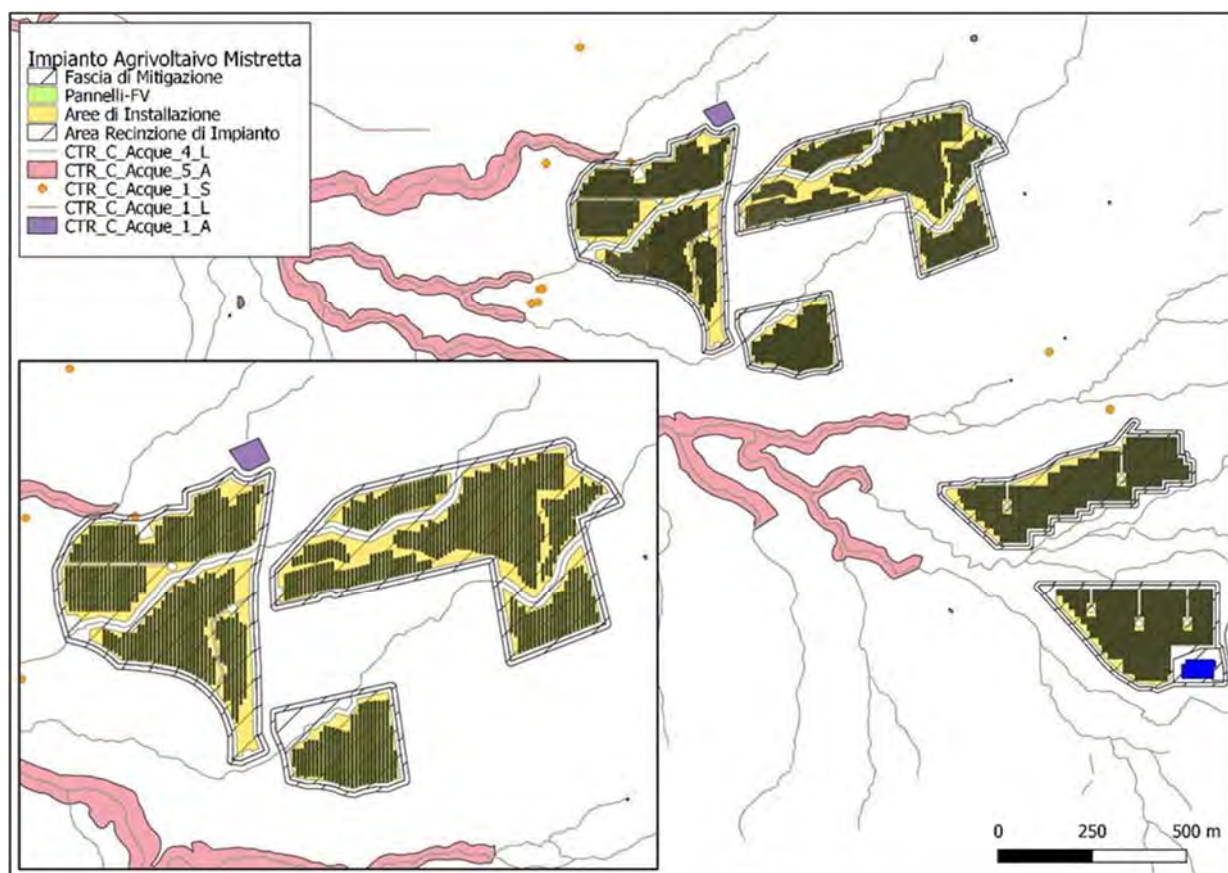 Impianto Agrivoltaivo Mistretta
Fascia di Mitigazione
Pannelli-FV
Aree di Installazione
Area Recinzione di Impianto
CTR_C_Acque_4_L
CTR_C_Acque_5_A
CTR_C_Acque_1_S
CTR_C_Acque_1_L
CTR_C_Acque_1_A
0 250 500 m